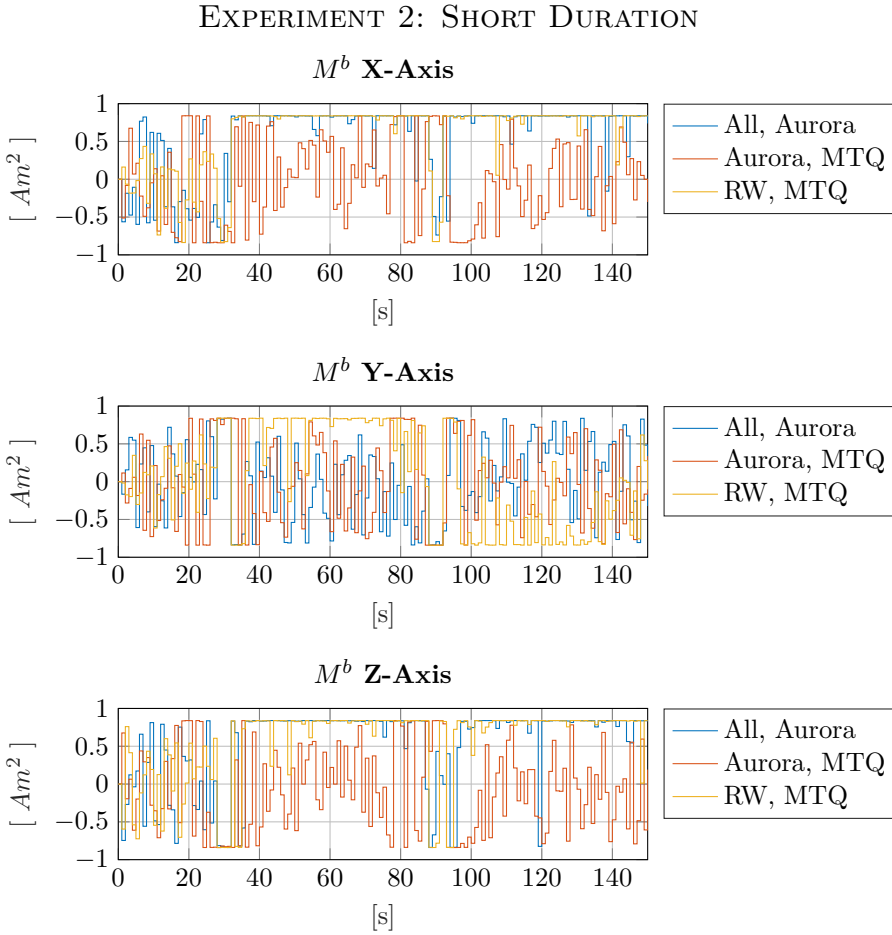 EXPERIMENT 2: SHORT DURATION
M^b X-Axis
[ Am^2 ]
1
0.5
0
−0.5
−1
0 20 40 60 80 100 120 140
[s]
All, Aurora
Aurora, MTQ
RW, MTQ
M^b Y-Axis
[ Am^2 ]
1
0.5
0
−0.5
−1
0 20 40 60 80 100 120 140
[s]
All, Aurora
Aurora, MTQ
RW, MTQ
M^b Z-Axis
[ Am^2 ]
1
0.5
0
−0.5
−1
0 20 40 60 80 100 120 140
[s]
All, Aurora
Aurora, MTQ
RW, MTQ